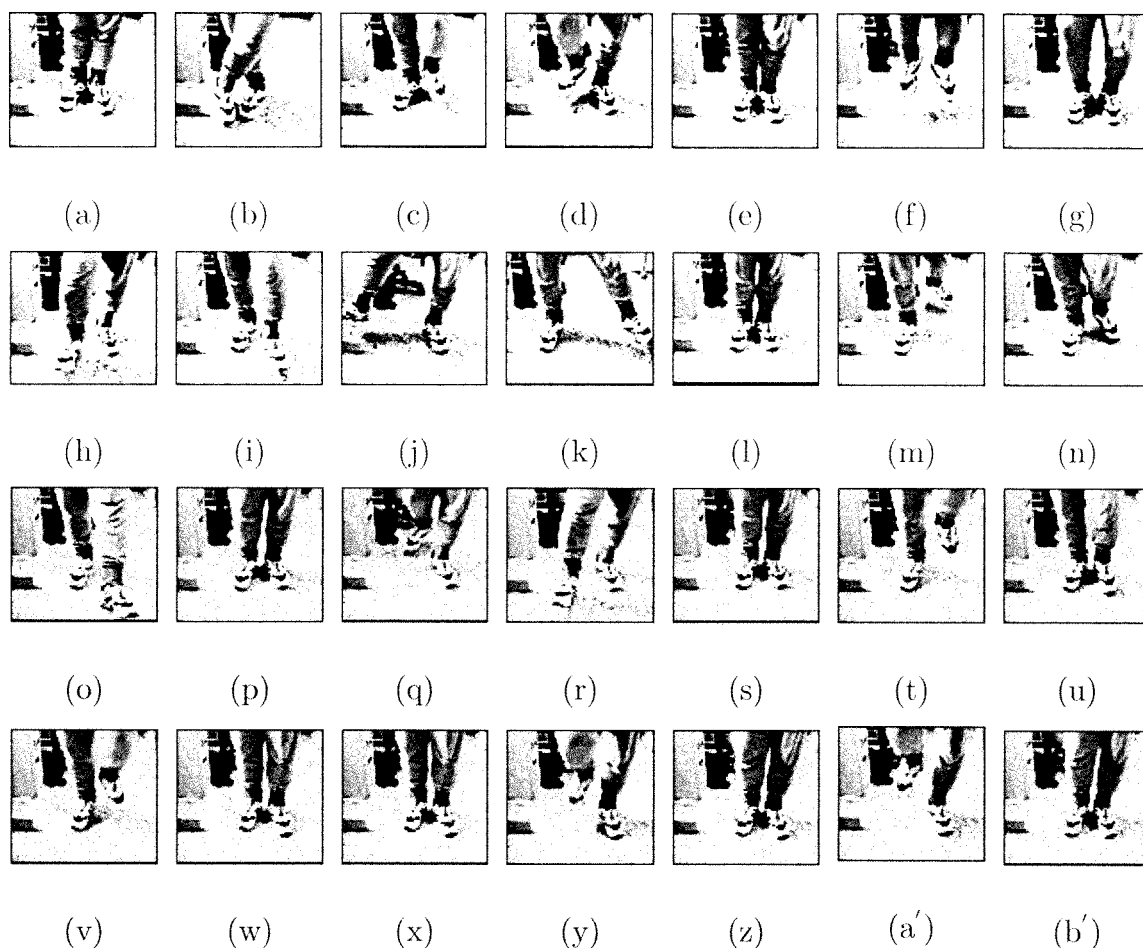 (a) (b) (c) (d) (e) (f) (g)
(h) (i) (j) (k) (l) (m) (n)
(o) (p) (q) (r) (s) (t) (u)
(v) (w) (x) (y) (z) (a′) (b′)